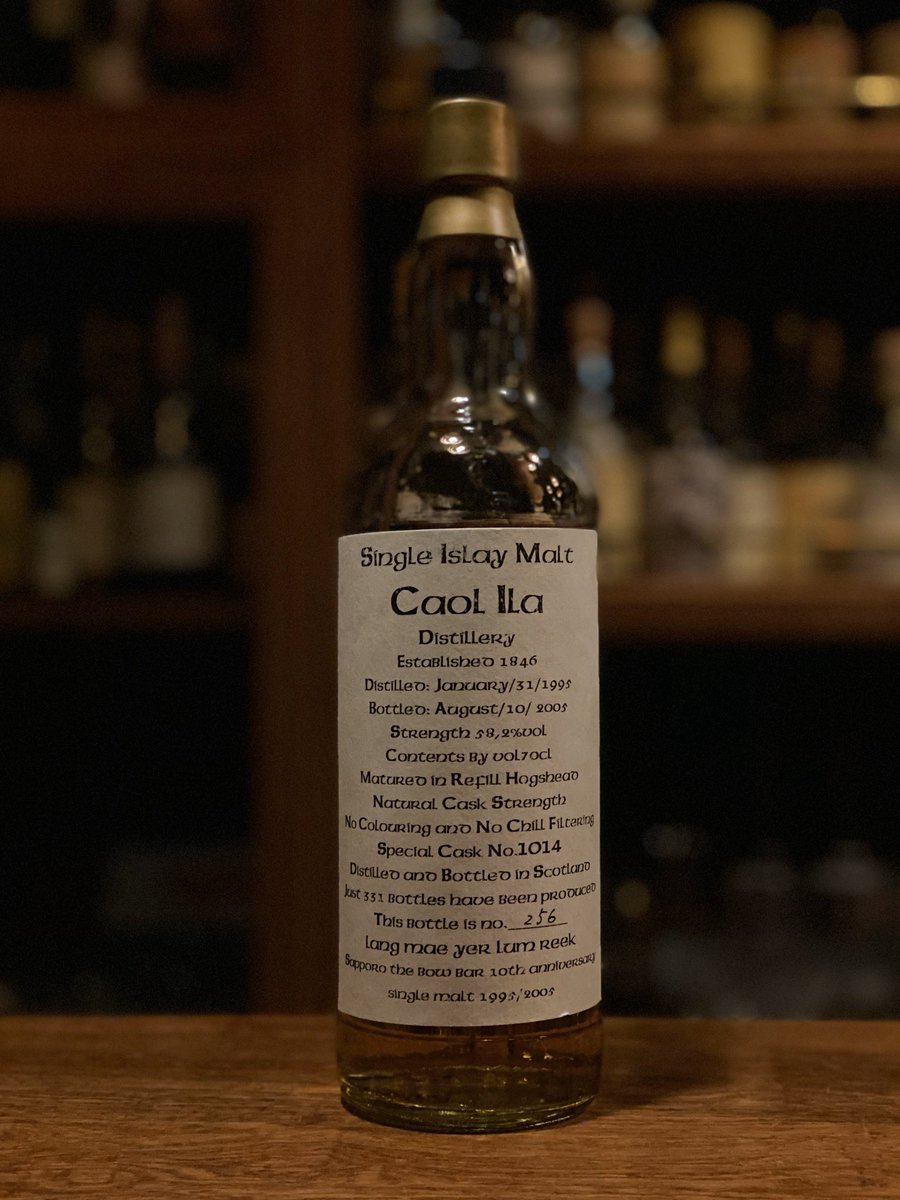 Single Islay Malt
Caol Ila
Distillery
Established 1846
Distilled: January/31/1995
Bottled: August/10/ 2005
Strength 58,2%vol
Contents by vol70cl
Matured in Refill Hogshead
Natural Cask Strength
No Colouring and No Chill Filtering
Special Cask No.1014
Distilled and Bottled in Scotland
Just 331 bottles have been produced
This bottle is no. 256
Lang mae yer lum reek
Sapporo the Bow Bar 10th anniversary
single malt 1995/2005